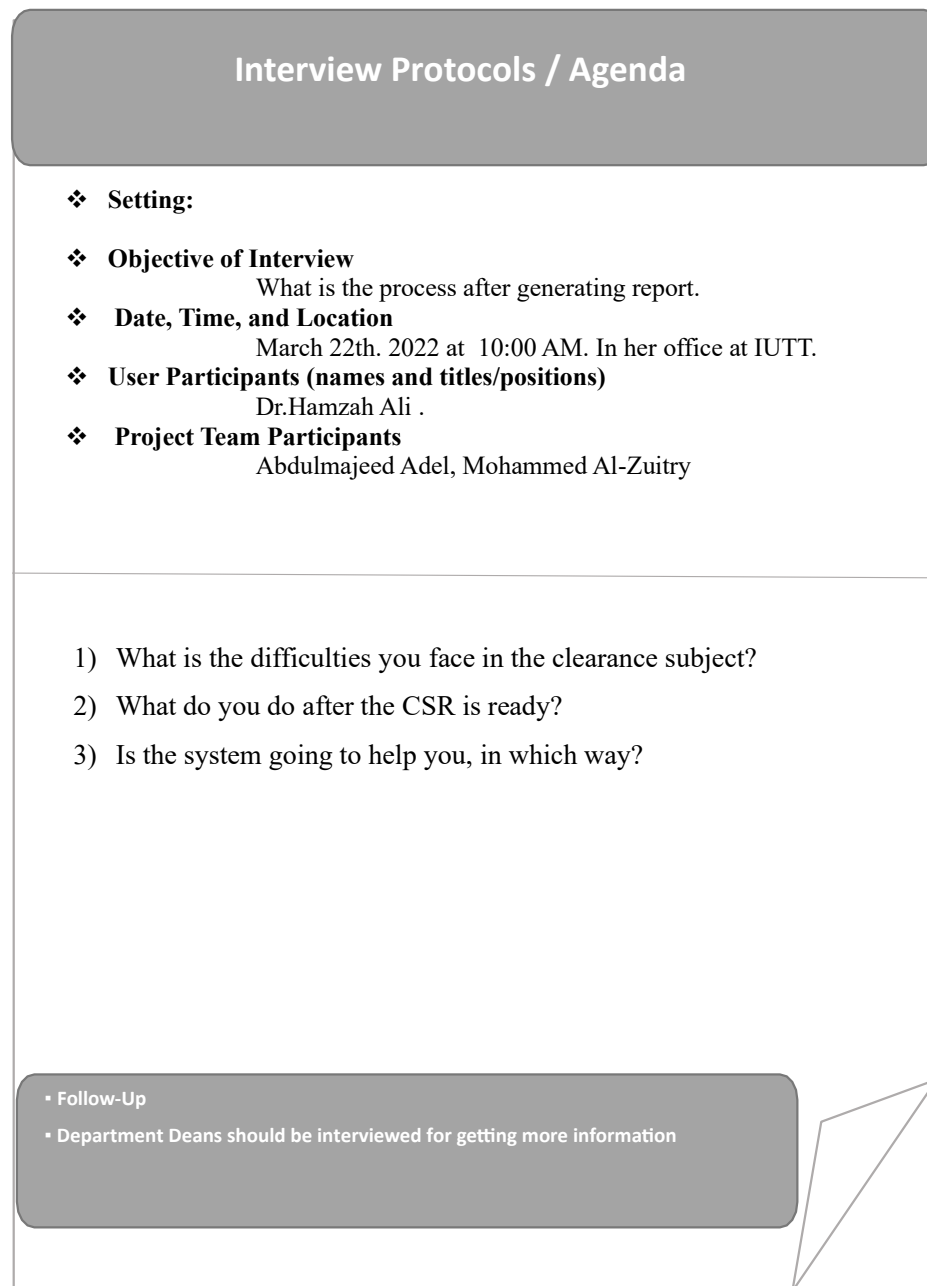 Interview Protocols / Agenda
❖ Setting:
❖ Objective of Interview
What is the process after generating report.
❖ Date, Time, and Location
March 22th. 2022 at 10:00 AM. In her office at IUTT.
❖ User Participants (names and titles/positions)
Dr.Hamzah Ali .
❖ Project Team Participants
Abdulmajeed Adel, Mohammed Al-Zuitry
1) What is the difficulties you face in the clearance subject?
2) What do you do after the CSR is ready?
3) Is the system going to help you, in which way?
▪ Follow-Up
▪ Department Deans should be interviewed for getting more information